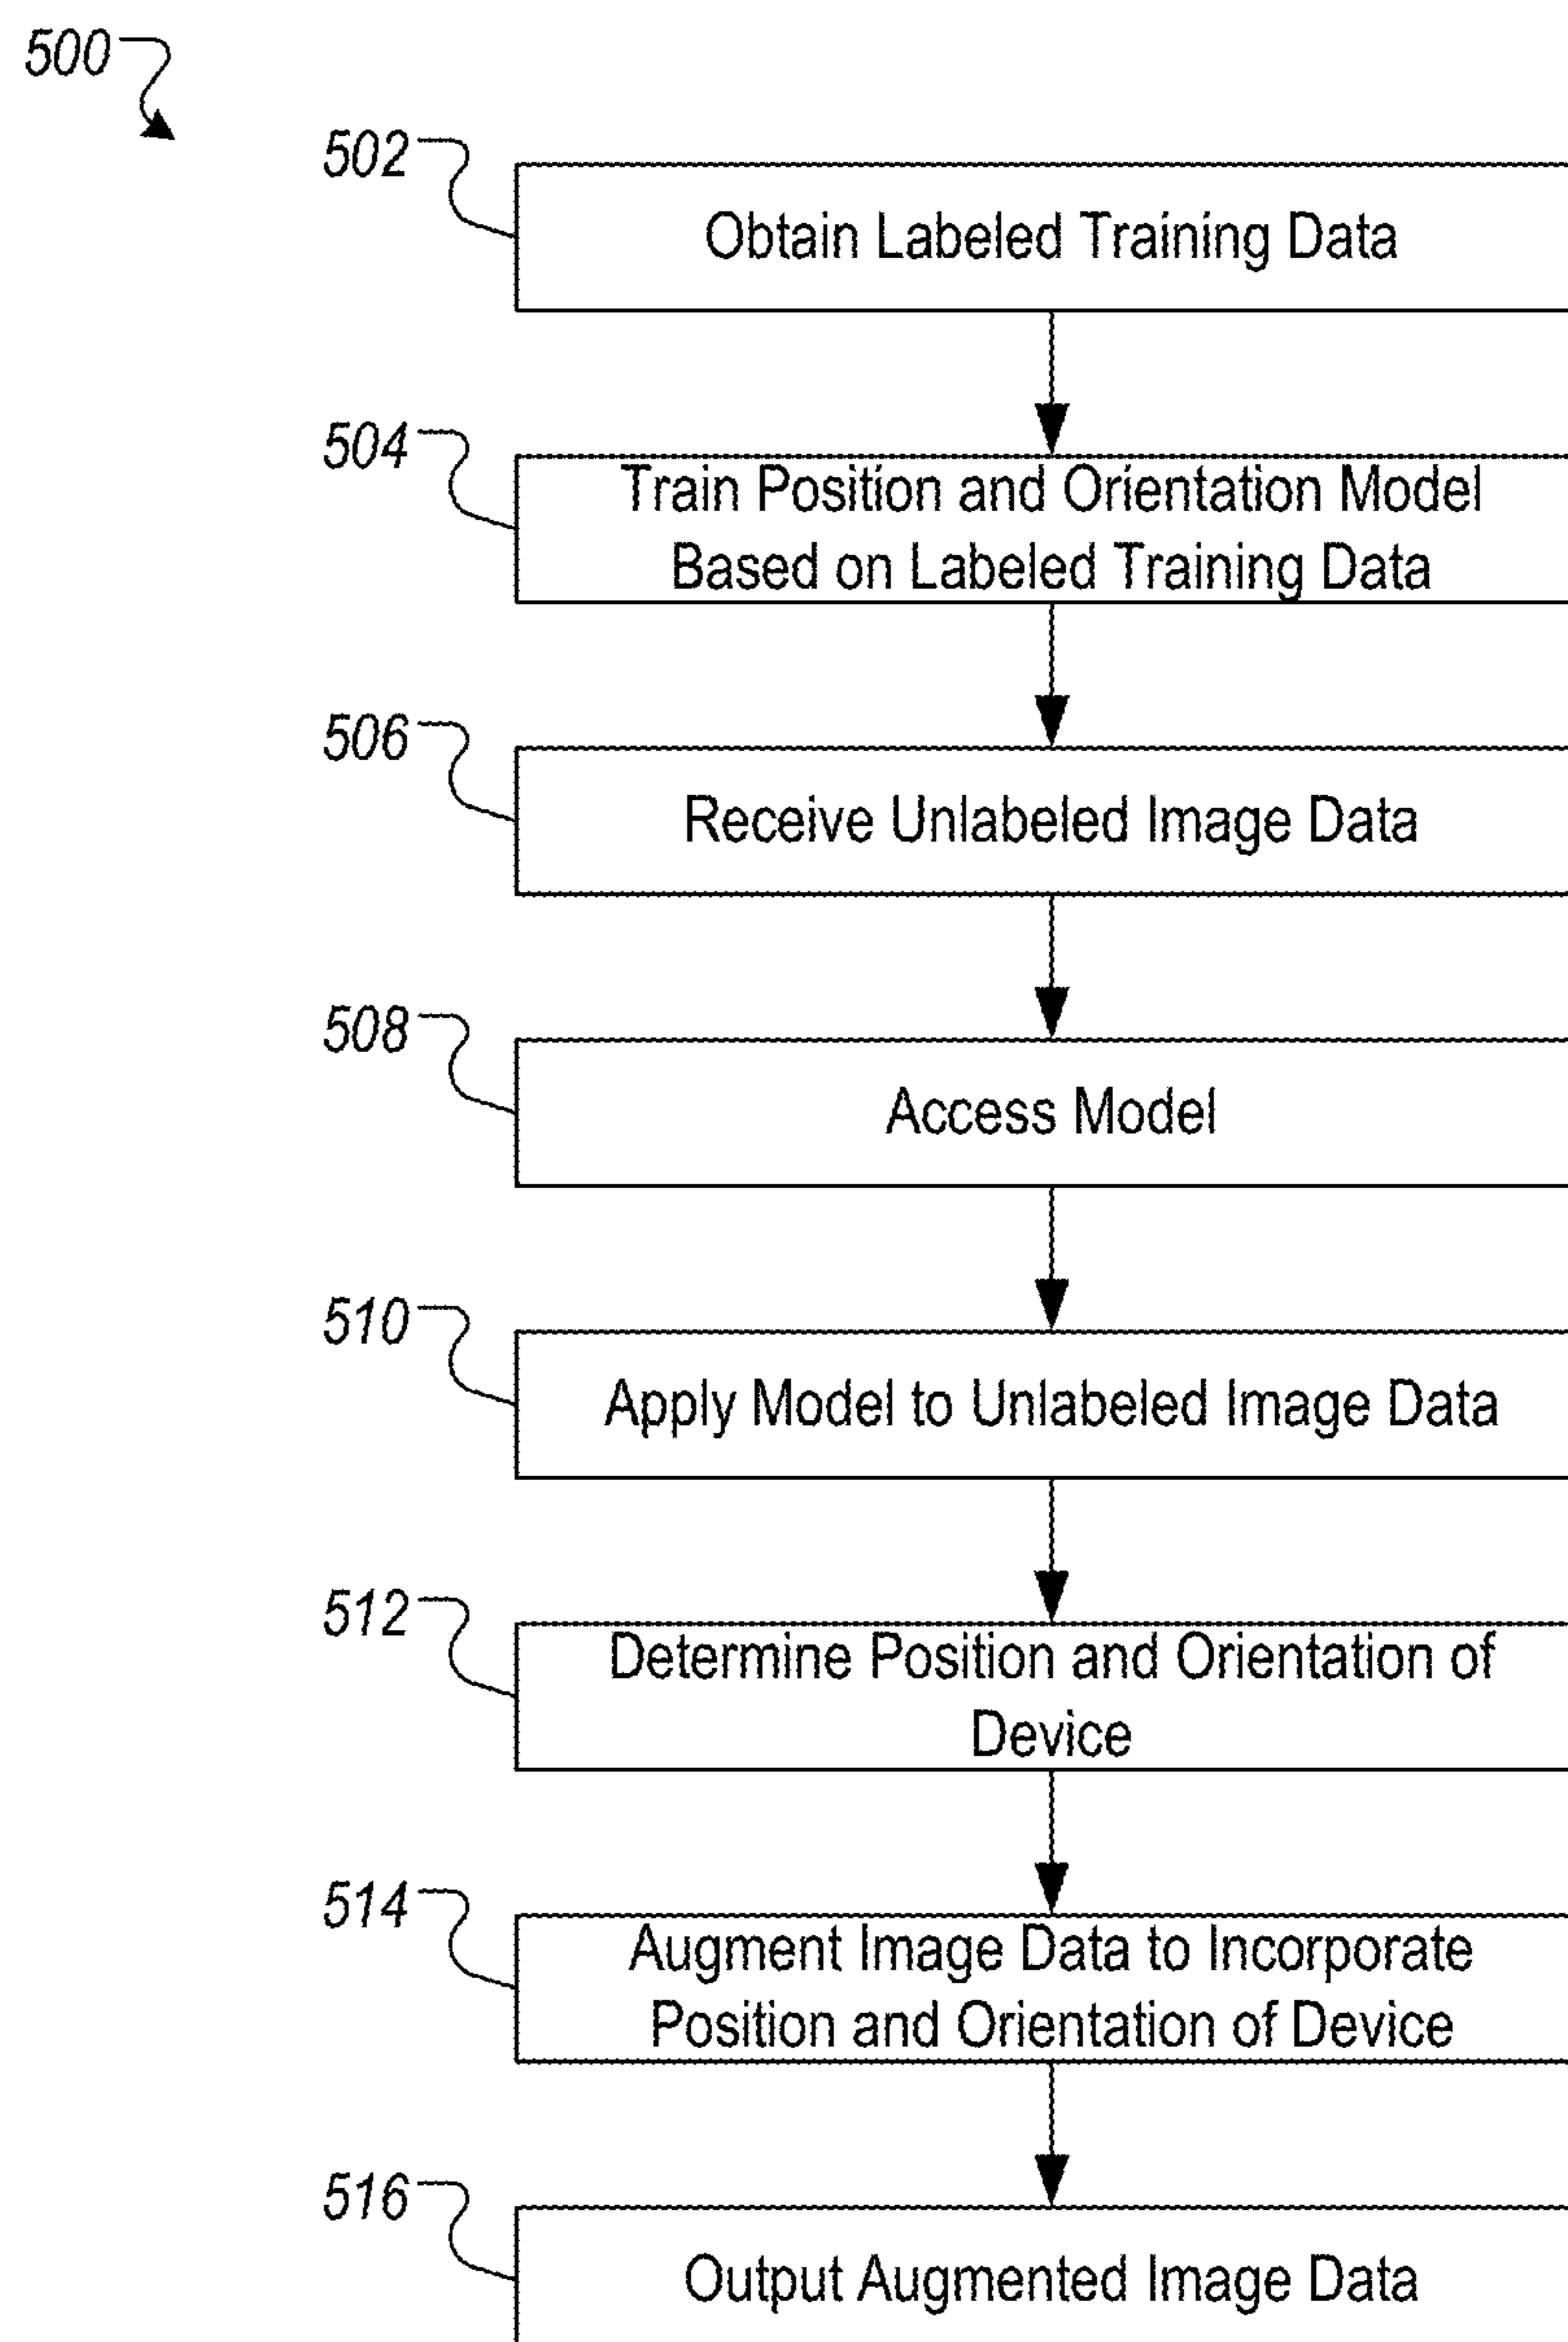 500
502
Obtain Labeled Training Data
504
Train Position and Orientation Model
Based on Labeled Training Data
506
Receive Unlabeled Image Data
508
Access Model
510
Apply Model to Unlabeled Image Data
512
Determine Position and Orientation of
Device
514
Augment Image Data to Incorporate
Position and Orientation of Device
516
Output Augmented Image Data